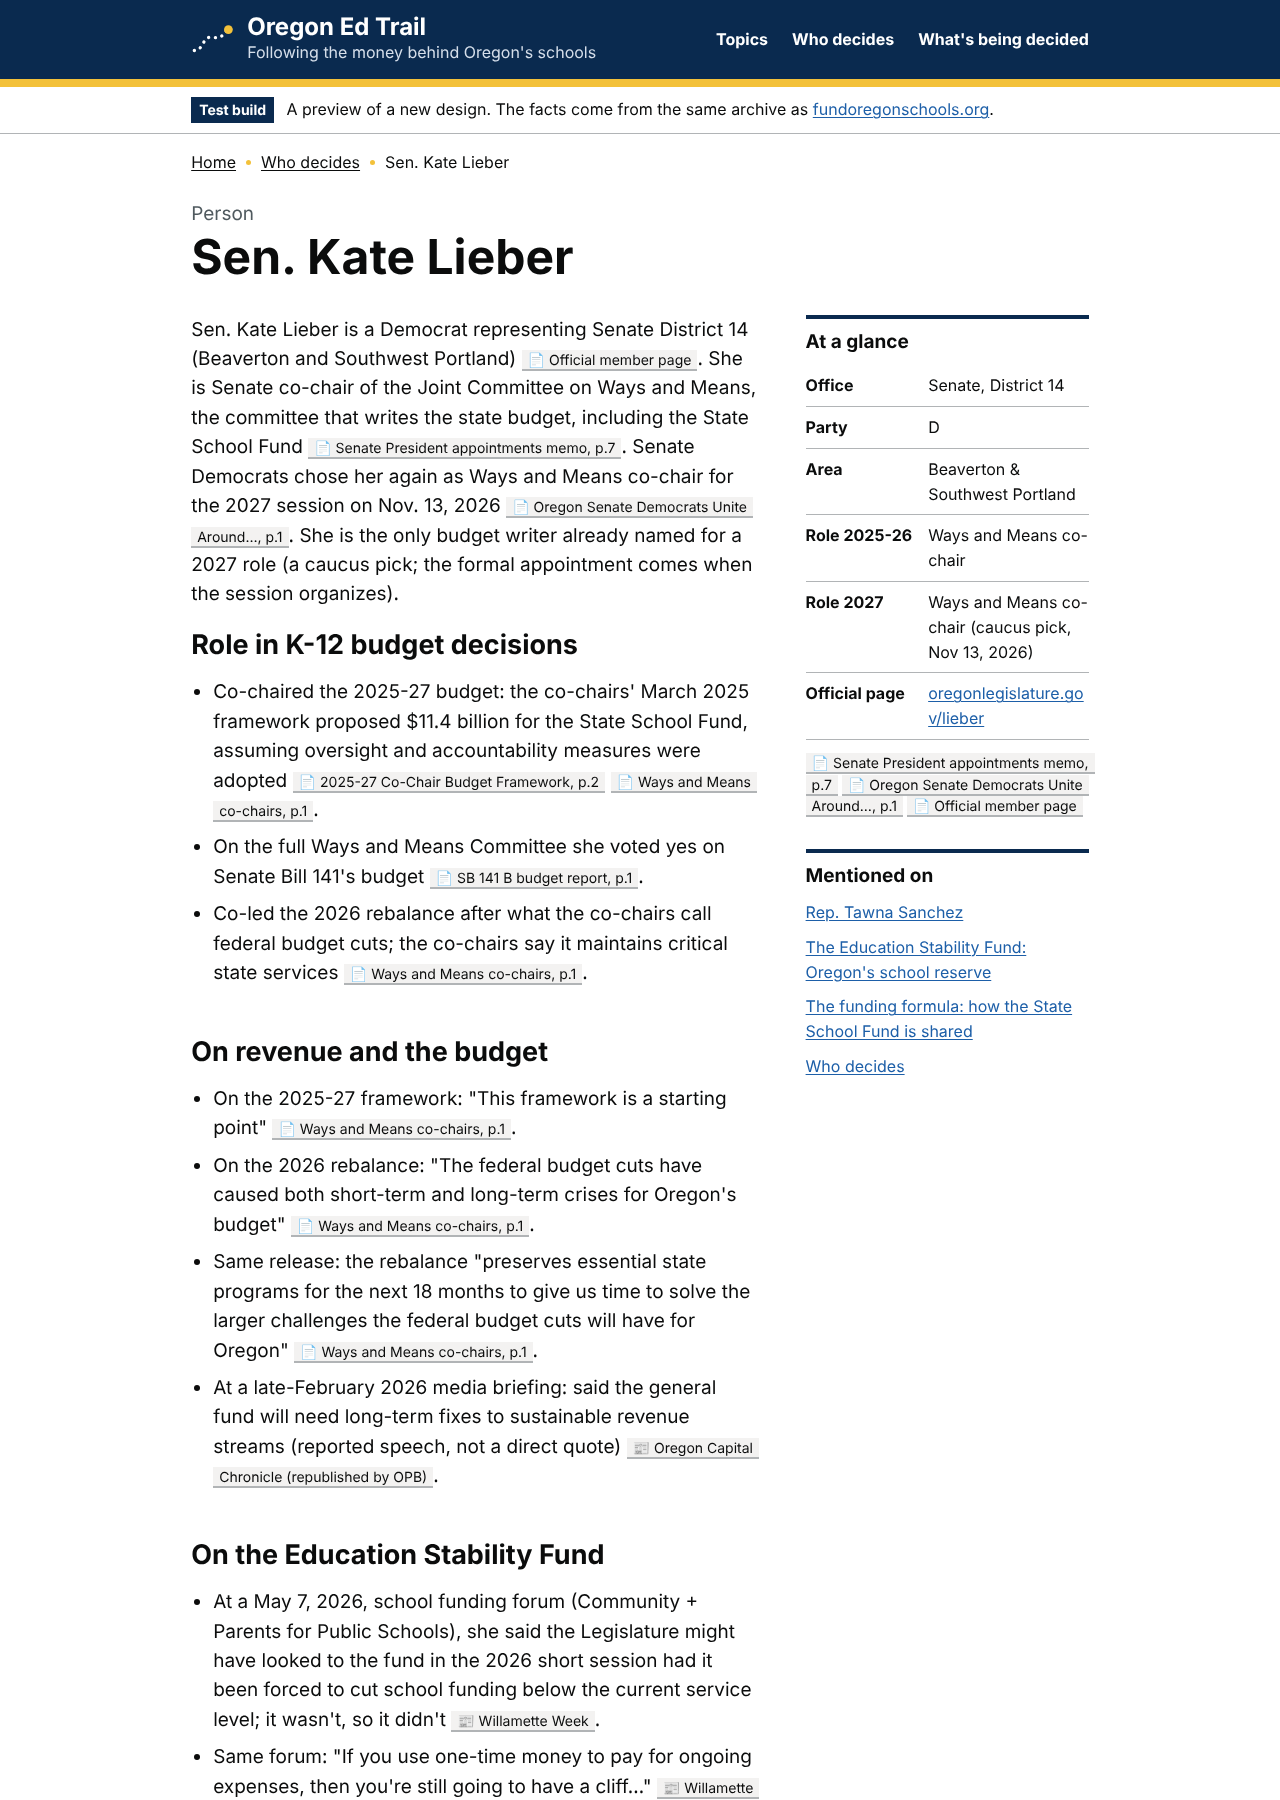 Oregon Ed Trail
Following the money behind Oregon's schools
Topics
Who decides
What's being decided
Test build
A preview of a new design. The facts come from the same archive as fundoregonschools.org.
Home • Who decides • Sen. Kate Lieber
Person
Sen. Kate Lieber
Sen. Kate Lieber is a Democrat representing Senate District 14
(Beaverton and Southwest Portland) 📄 Official member page . She
is Senate co-chair of the Joint Committee on Ways and Means,
the committee that writes the state budget, including the State
School Fund 📄 Senate President appointments memo, p.7 . Senate
Democrats chose her again as Ways and Means co-chair for
the 2027 session on Nov. 13, 2026 📄 Oregon Senate Democrats Unite
Around..., p.1 . She is the only budget writer already named for a
2027 role (a caucus pick; the formal appointment comes when
the session organizes).
Role in K-12 budget decisions
• Co-chaired the 2025-27 budget: the co-chairs' March 2025
framework proposed $11.4 billion for the State School Fund,
assuming oversight and accountability measures were
adopted 📄 2025-27 Co-Chair Budget Framework, p.2 📄 Ways and Means
co-chairs, p.1 .
• On the full Ways and Means Committee she voted yes on
Senate Bill 141's budget 📄 SB 141 B budget report, p.1 .
• Co-led the 2026 rebalance after what the co-chairs call
federal budget cuts; the co-chairs say it maintains critical
state services 📄 Ways and Means co-chairs, p.1 .
On revenue and the budget
• On the 2025-27 framework: "This framework is a starting
point" 📄 Ways and Means co-chairs, p.1 .
• On the 2026 rebalance: "The federal budget cuts have
caused both short-term and long-term crises for Oregon's
budget" 📄 Ways and Means co-chairs, p.1 .
• Same release: the rebalance "preserves essential state
programs for the next 18 months to give us time to solve the
larger challenges the federal budget cuts will have for
Oregon" 📄 Ways and Means co-chairs, p.1 .
• At a late-February 2026 media briefing: said the general
fund will need long-term fixes to sustainable revenue
streams (reported speech, not a direct quote) 📰 Oregon Capital
Chronicle (republished by OPB) .
On the Education Stability Fund
• At a May 7, 2026, school funding forum (Community +
Parents for Public Schools), she said the Legislature might
have looked to the fund in the 2026 short session had it
been forced to cut school funding below the current service
level; it wasn't, so it didn't 📰 Willamette Week .
• Same forum: "If you use one-time money to pay for ongoing
expenses, then you're still going to have a cliff..." 📰 Willamette
At a glance
Office Senate, District 14
Party D
Area Beaverton &
Southwest Portland
Role 2025-26 Ways and Means co-
chair
Role 2027 Ways and Means co-
chair (caucus pick,
Nov 13, 2026)
Official page oregonlegislature.go
v/lieber
📄 Senate President appointments memo,
p.7 📄 Oregon Senate Democrats Unite
Around..., p.1 📄 Official member page
Mentioned on
Rep. Tawna Sanchez
The Education Stability Fund:
Oregon's school reserve
The funding formula: how the State
School Fund is shared
Who decides